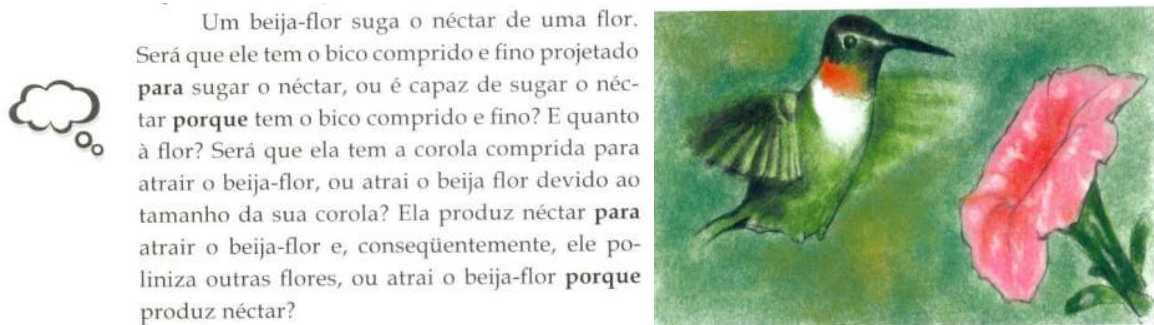 Um beija-flor suga o néctar de uma flor.
Será que ele tem o bico comprido e fino projetado
para sugar o néctar, ou é capaz de sugar o néc-
tar porque tem o bico comprido e fino? E quanto
à flor? Será que ela tem a corola comprida para
atrair o beija-flor, ou atrai o beija flor devido ao
tamanho da sua corola? Ela produz néctar para
atrair o beija-flor e, conseqüentemente, ele po-
liniza outras flores, ou atrai o beija-flor porque
produz néctar?